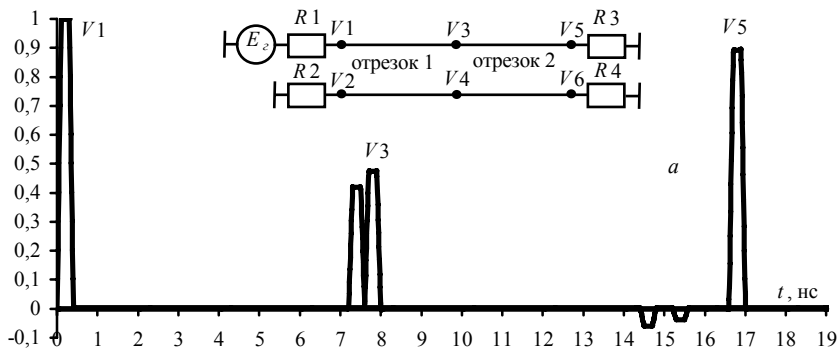 1
0,9
0,8
0,7
0,6
0,5
0,4
0,3
0,2
0,1
0
-0,1
V1
Eг
R1
V1
V3
V5
R3
отрезок 1
отрезок 2
R2
V2
V4
V6
R4
V3
V5
а
t, нс
0 1 2 3 4 5 6 7 8 9 10 11 12 13 14 15 16 17 18 19